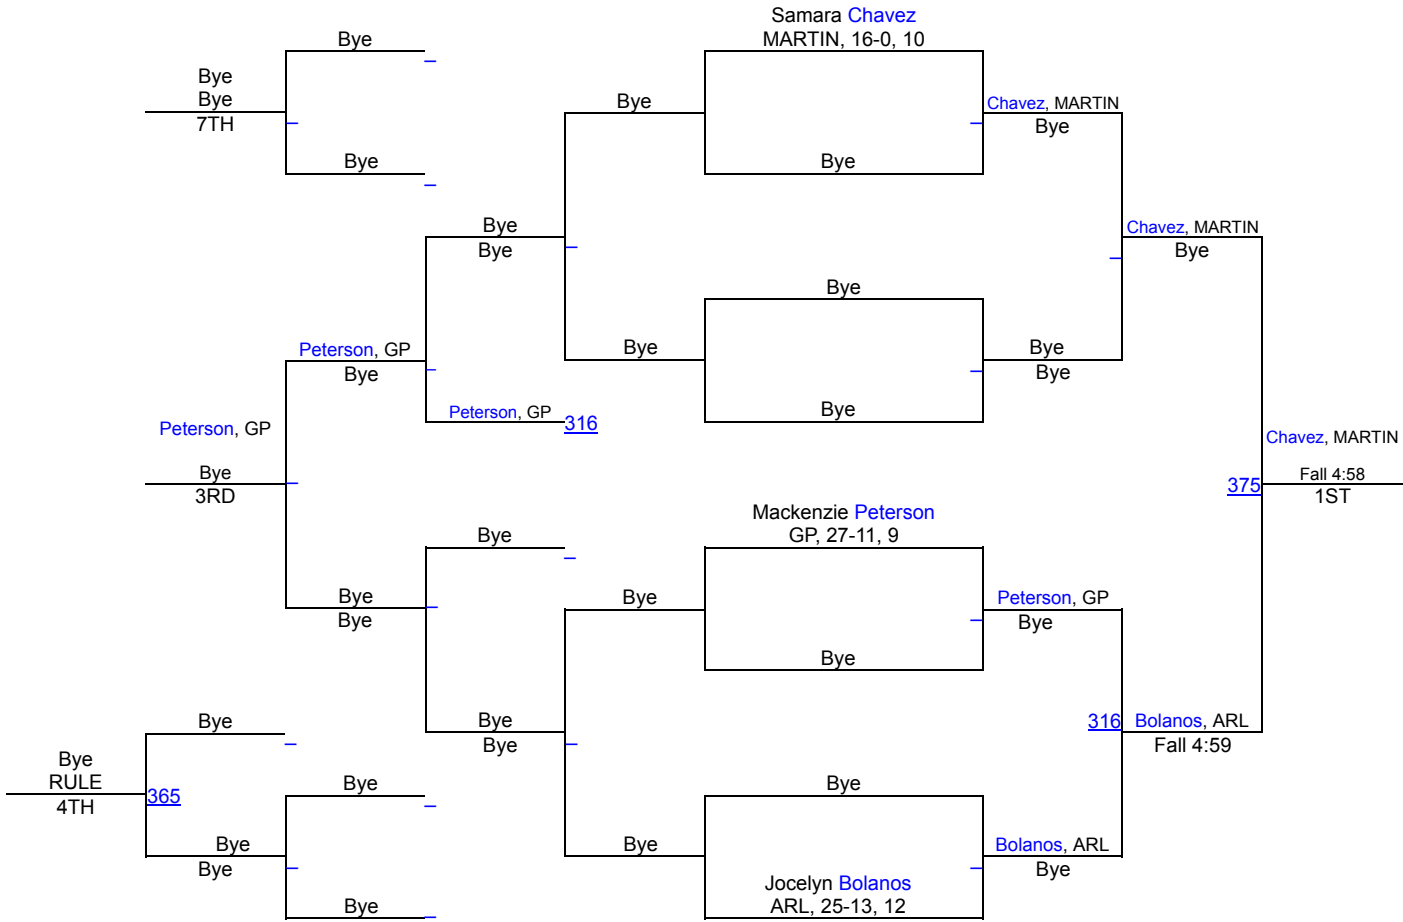 Samara Chavez
MARTIN, 16-0, 10
Bye
Bye
Bye
7TH
Bye
Chavez, MARTIN
Bye
Bye
Bye
Bye
Bye
Chavez, MARTIN
Bye
Bye
Peterson, GP
Bye
Bye
Bye
Bye
Peterson, GP
316
Bye
Peterson, GP
Bye
3RD
Chavez, MARTIN
375
Fall 4:58
1ST
Mackenzie Peterson
GP, 27-11, 9
Bye
Bye
Bye
Bye
Peterson, GP
Bye
Bye
Bye
Bye
Bye
316
Bolanos, ARL
Fall 4:59
Bye
RULE
4TH
365
Bye
Bye
Bye
Bye
Bye
Bolanos, ARL
Bye
Bye
Jocelyn Bolanos
ARL, 25-13, 12